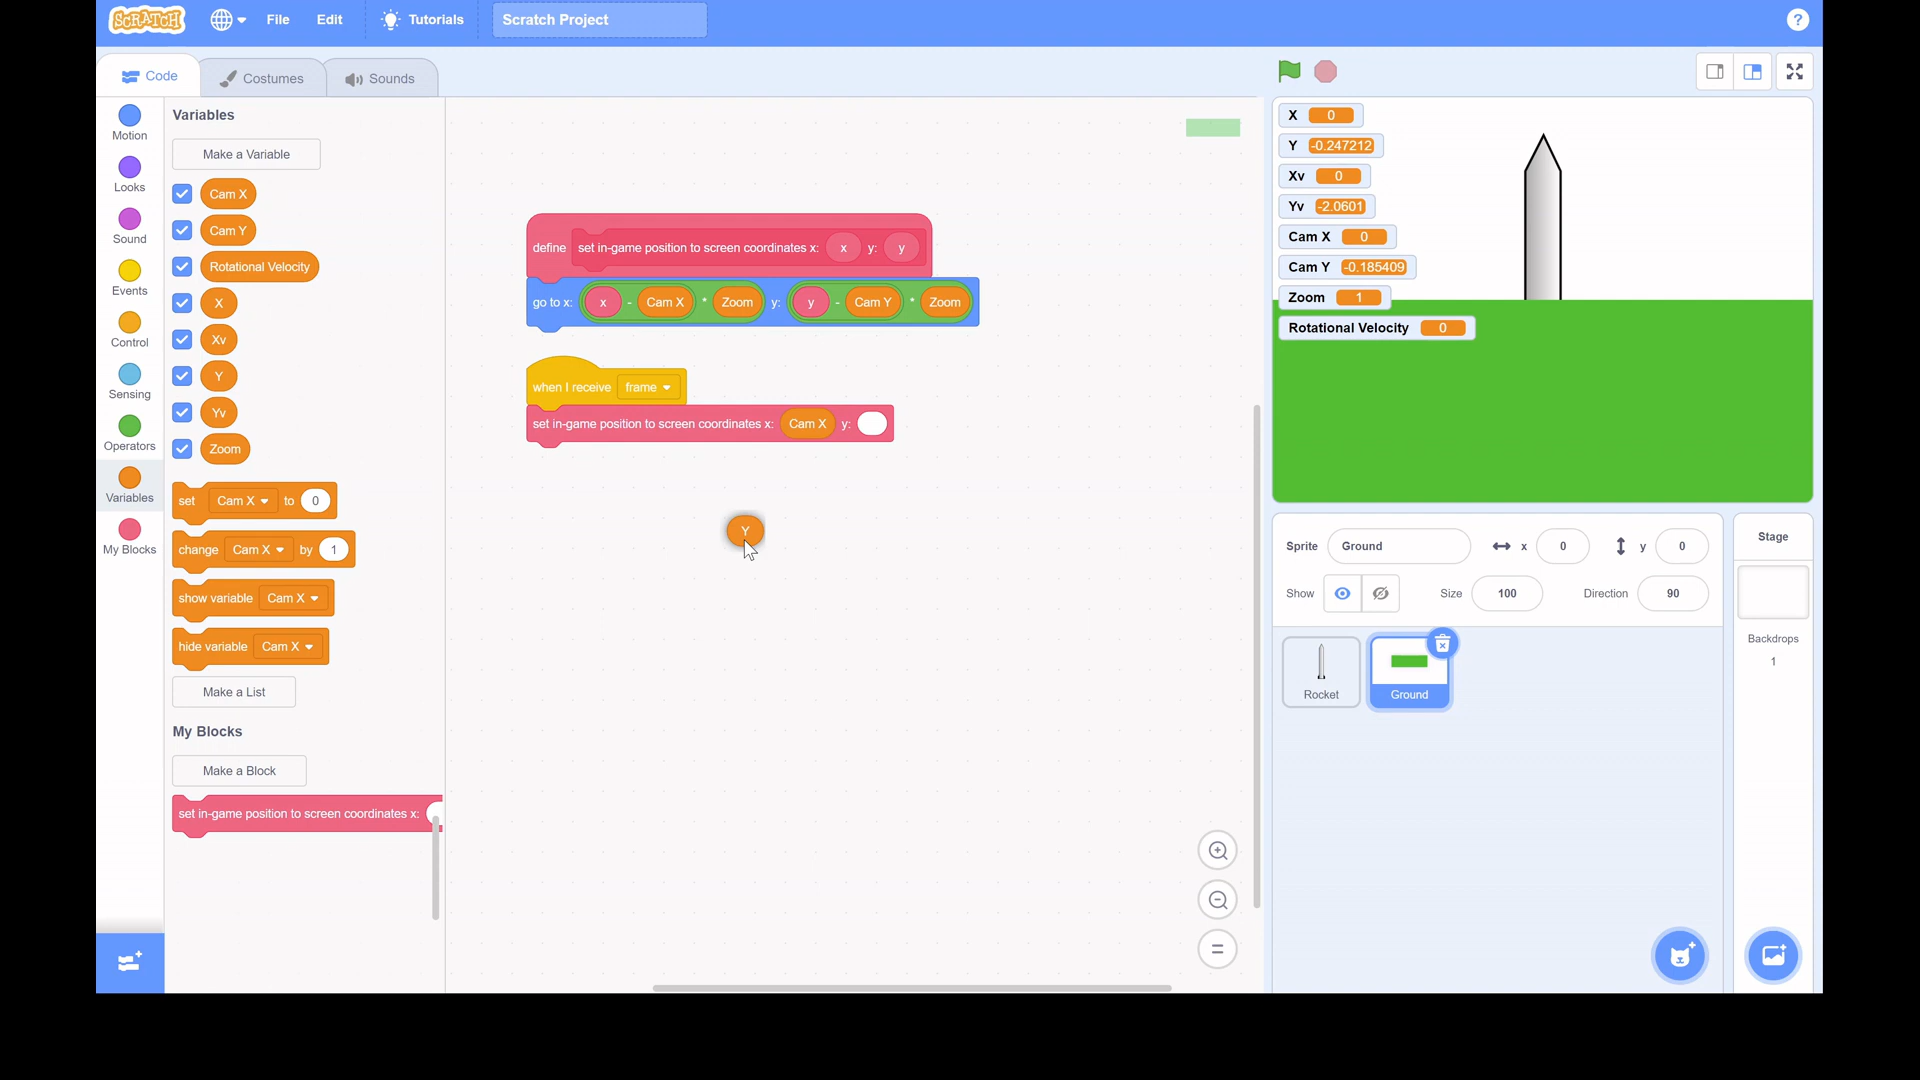 SCRATCH File Edit Tutorials Scratch Project ?
Code Costumes Sounds
Motion
Looks
Sound
Events
Control
Sensing
Operators
Variables
My Blocks
Variables
Make a Variable
Cam X
Cam Y
Rotational Velocity
X
Xv
Y
Yv
Zoom
set Cam X to 0
change Cam X by 1
show variable Cam X
hide variable Cam X
Make a List
My Blocks
Make a Block
set in-game position to screen coordinates x:
define set in-game position to screen coordinates x: x y: y
go to x: x - Cam X * Zoom y: y - Cam Y * Zoom
when I receive frame
set in-game position to screen coordinates x: Cam X y:
Y
X 0
Y -0.247212
Xv 0
Yv -2.0601
Cam X 0
Cam Y -0.185409
Zoom 1
Rotational Velocity 0
Sprite Ground x 0 y 0
Show Size 100 Direction 90
Rocket
Ground
Stage
Backdrops
1